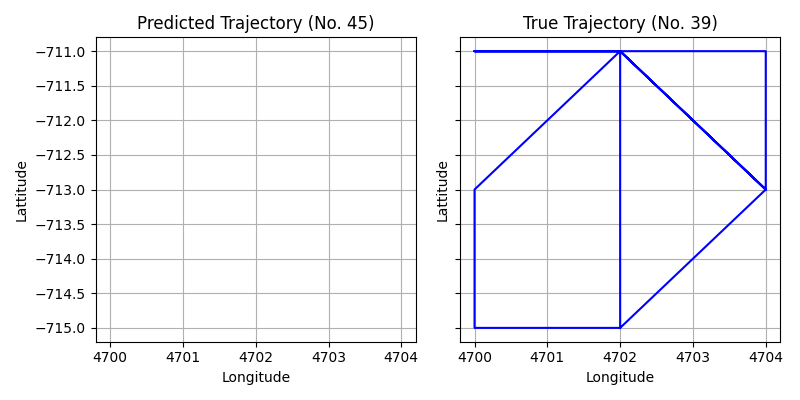 Predicted Trajectory (No. 45)
−711.0
−711.5
−712.0
−712.5
−713.0
−713.5
−714.0
−714.5
−715.0
Lattitude
4700 4701 4702 4703 4704
Longitude
True Trajectory (No. 39)
Lattitude
4700 4701 4702 4703 4704
Longitude